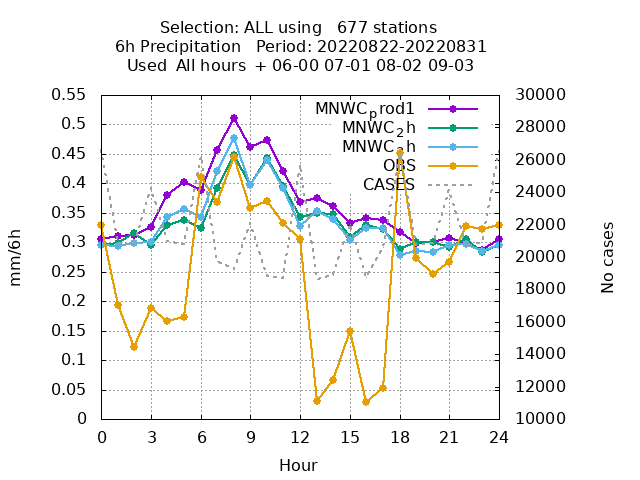 Selection: ALL using   677 stations
6h Precipitation   Period: 20220822-20220831
Used  All hours  + 06-00 07-01 08-02 09-03
0.55 30000
0.5 MNWCprod1 28000
MNWC2h
0.45 MNWC3h 26000
OBS
0.4 CASES 24000
0.35 22000
0.3 20000
0.25 18000
0.2 16000
0.15 14000
0.1 12000
0.05
0 10000
mm/6h
No cases
0 3 6 9 12 15 18 21 24
Hour